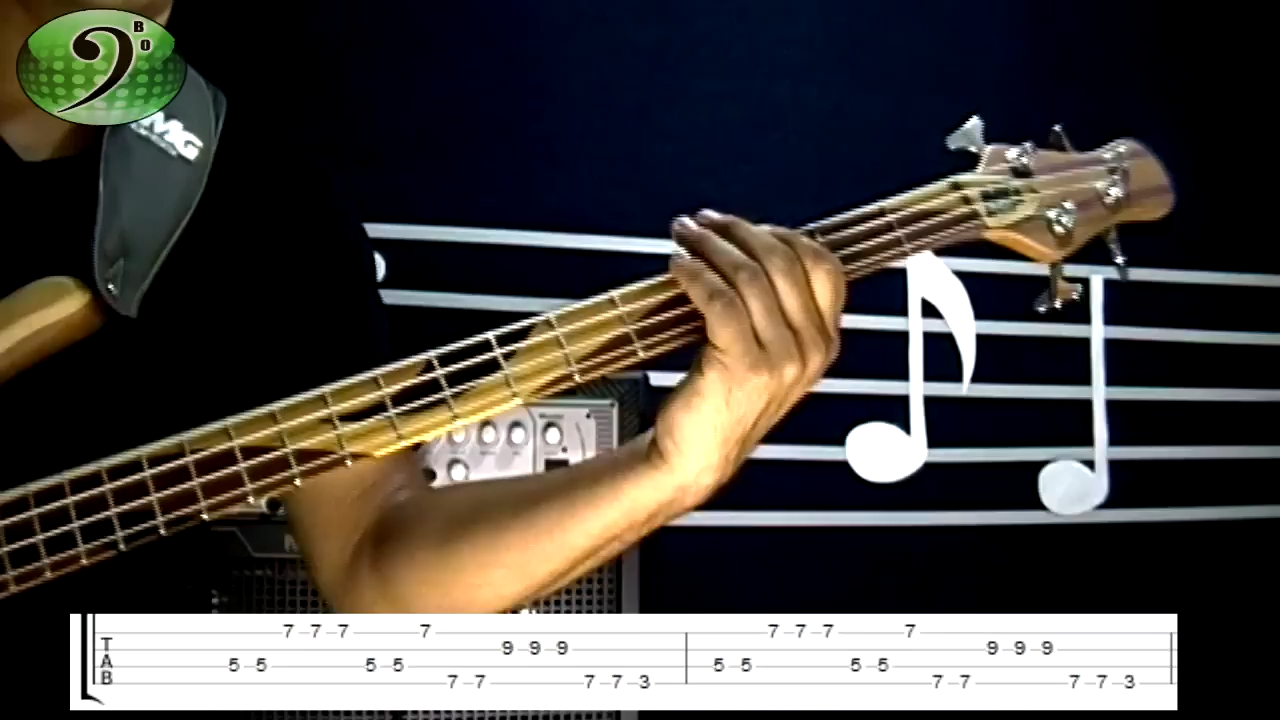 B
O
EMG
7 7 7 7 7 7 7 7
T 9 9 9 9 9 9
A 5 5 5 5 5 5 5 5
B 7 7 7 7 3 7 7 7 7 3